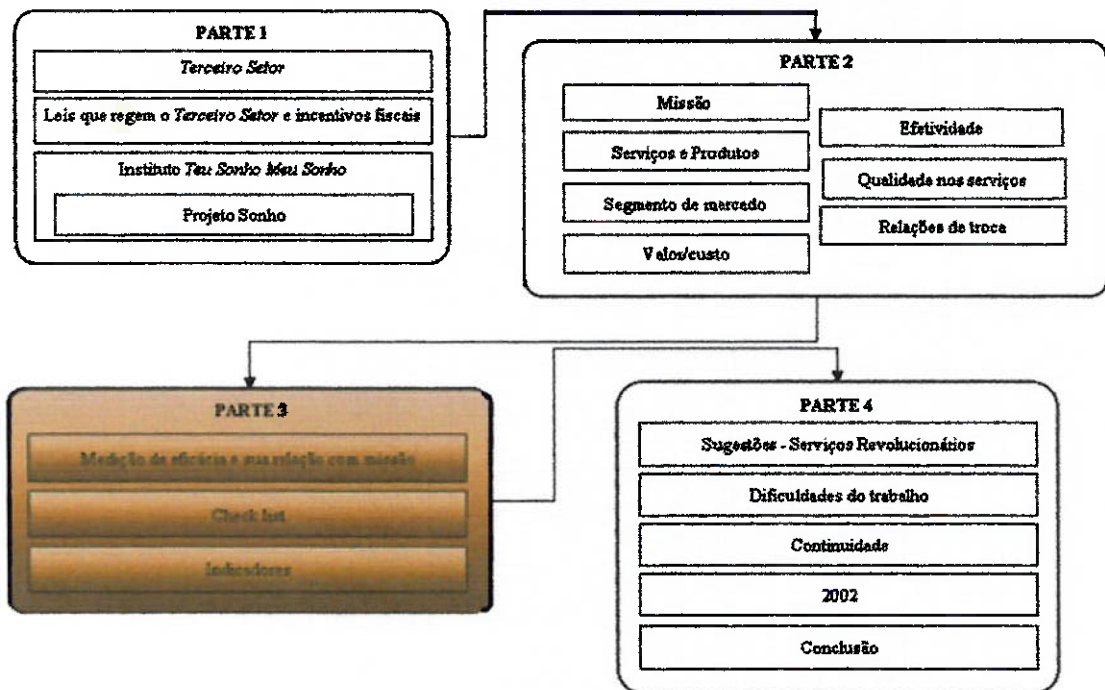 PARTE 1
Terceiro Setor
Leis que regem o Terceiro Setor e incentivos fiscais
Instituto Teu Sonho Meu Sonho
Projeto Sonho
PARTE 2
Missão
Serviços e Produtos
Segmento de mercado
Valor/custo
Efetividade
Qualidade nos serviços
Relações de troca
PARTE 3
Medição da eficácia e sua relação com missão
Check list
Indicadores
PARTE 4
Sugestões - Serviços Revolucionários
Dificuldades do trabalho
Continuidade
2002
Conclusão